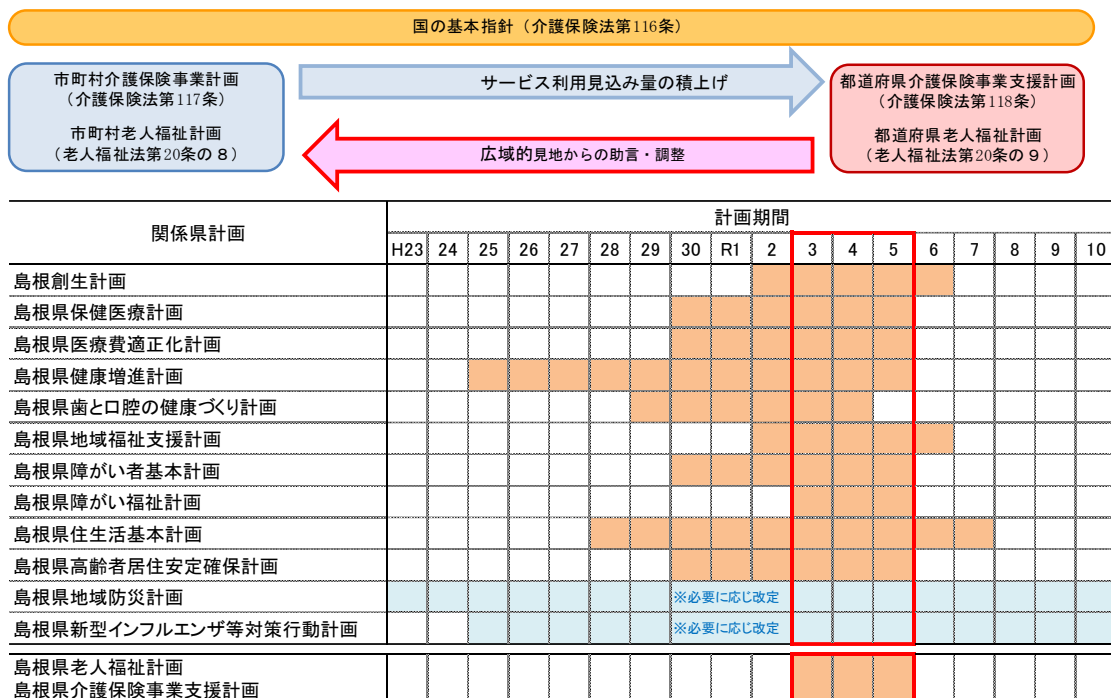 国の基本指針（介護保険法第116条）
市町村介護保険事業計画
（介護保険法第117条）
市町村老人福祉計画
（老人福祉法第20条の８）
サービス利用見込み量の積上げ
広域的見地からの助言・調整
都道府県介護保険事業支援計画
（介護保険法第118条）
都道府県老人福祉計画
（老人福祉法第20条の９）
関係県計画
計画期間
H23 24 25 26 27 28 29 30 R1 2 3 4 5 6 7 8 9 10
島根創生計画
島根県保健医療計画
島根県医療費適正化計画
島根県健康増進計画
島根県歯と口腔の健康づくり計画
島根県地域福祉支援計画
島根県障がい者基本計画
島根県障がい福祉計画
島根県住生活基本計画
島根県高齢者居住安定確保計画
島根県地域防災計画 ※必要に応じ改定
島根県新型インフルエンザ等対策行動計画 ※必要に応じ改定
島根県老人福祉計画
島根県介護保険事業支援計画